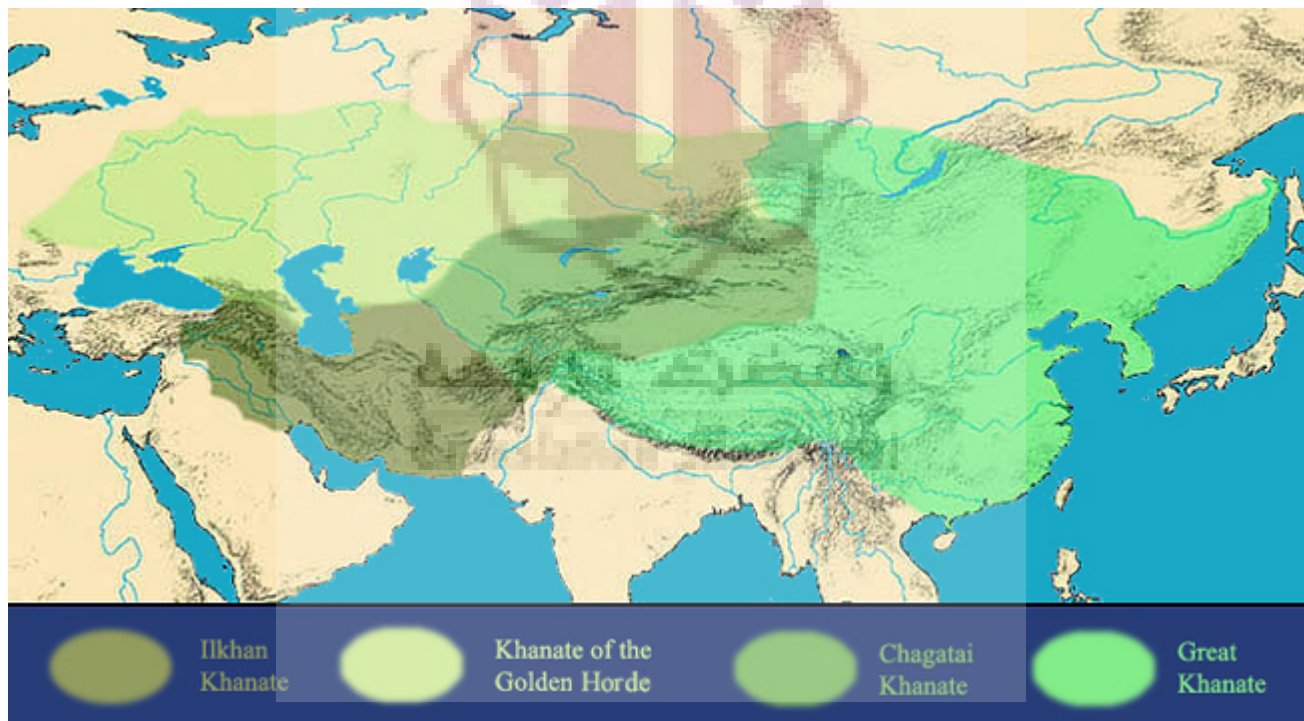 Ilkhan
Khanate
Khanate of the
Golden Horde
Chagatai
Khanate
Great
Khanate